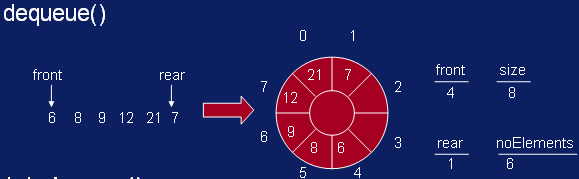 dequeue()
front rear
6 8 9 12 21 7
0 1
7 21 7 2
12
6 9 3
8 6
5 4
front size
4 8
rear noElements
1 6